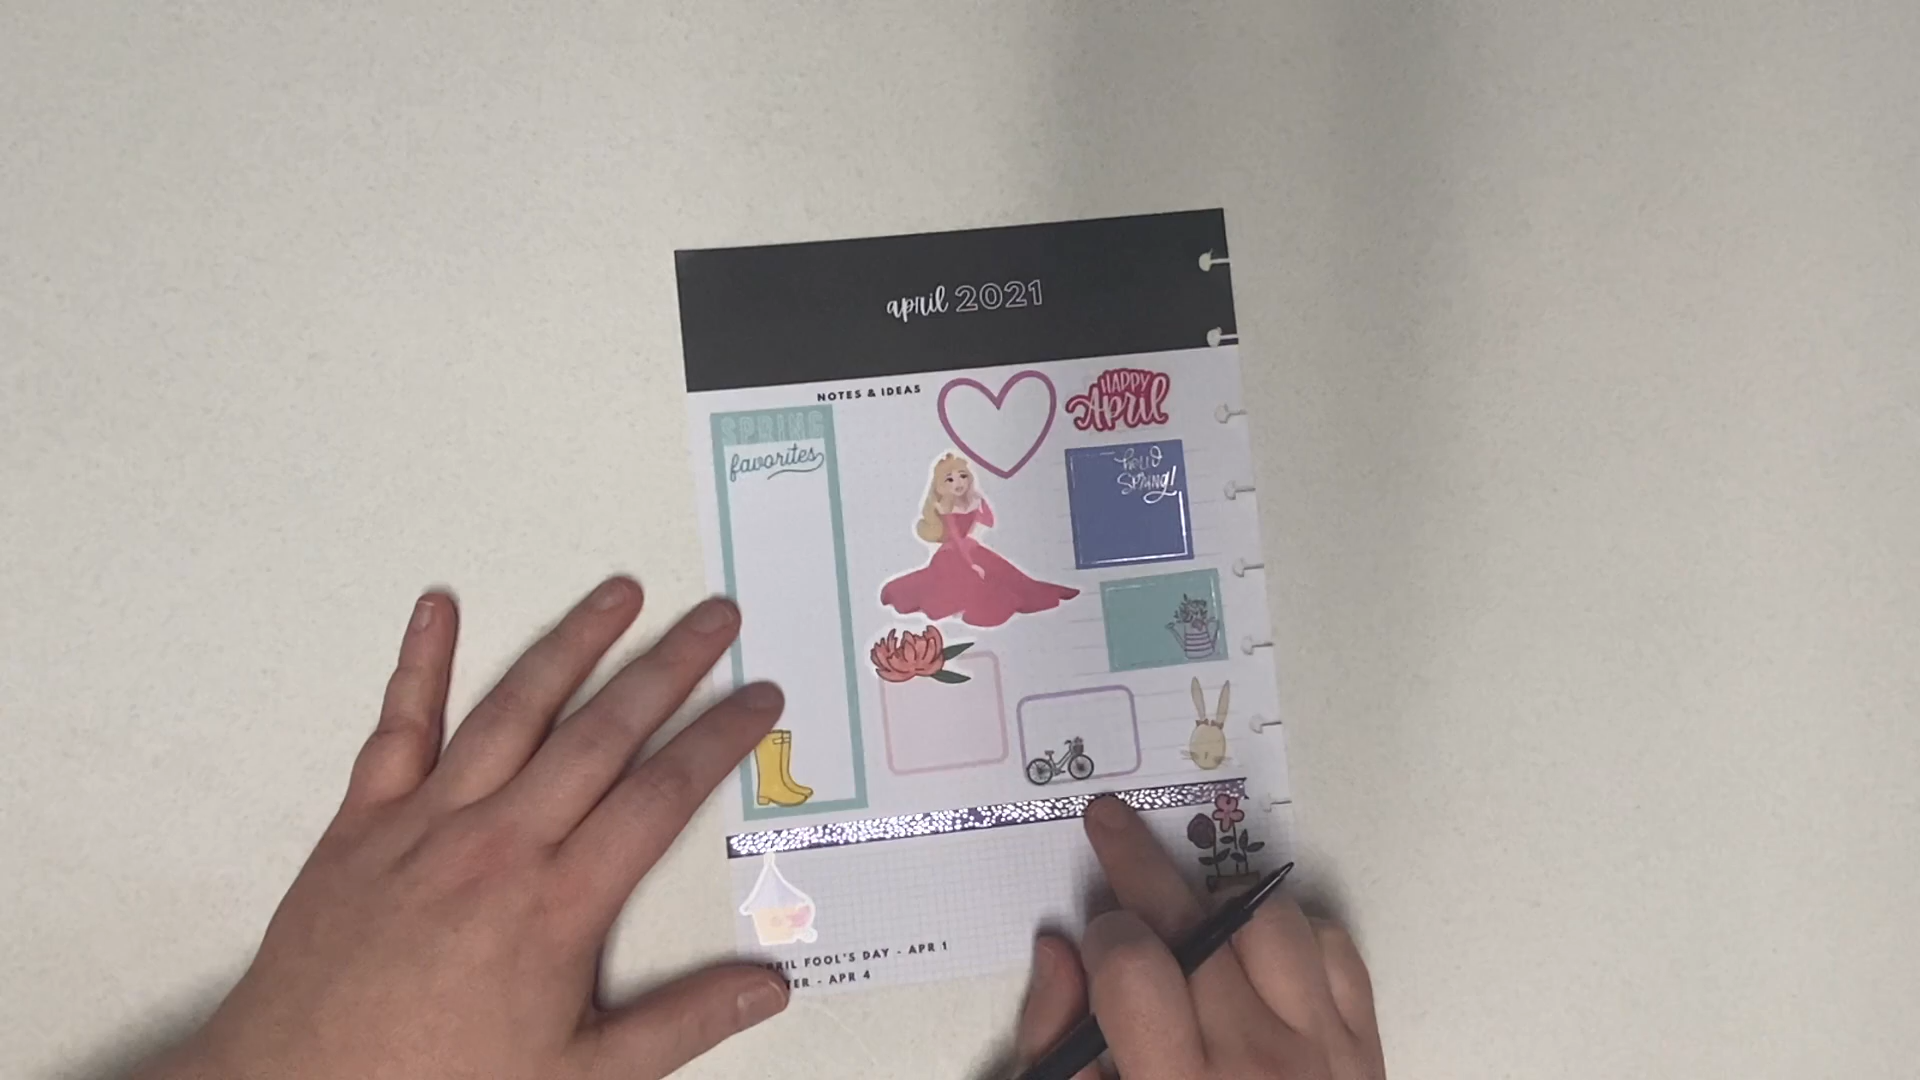 april 2021
NOTES & IDEAS
HAPPY
April
SPRING
favorites
hello
SPRING!
APRIL FOOL'S DAY - APR 1
- APR 4